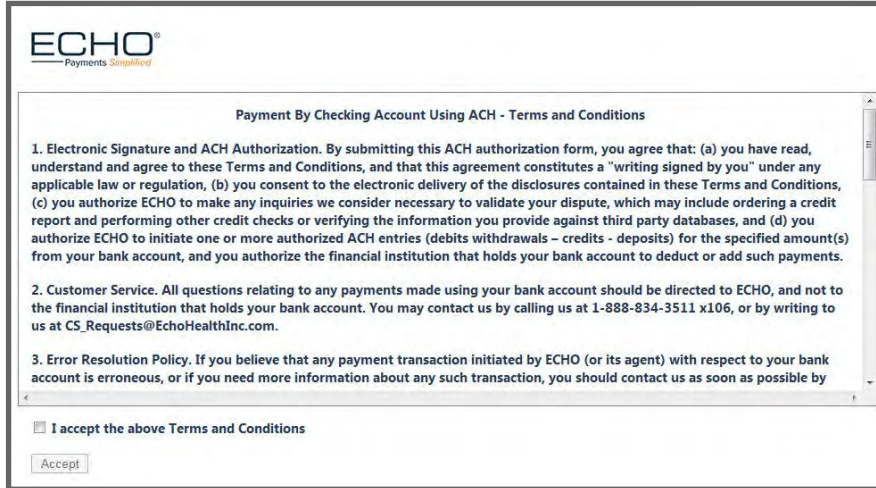 ECHO®
Payments Simplified
Payment By Checking Account Using ACH - Terms and Conditions
1. Electronic Signature and ACH Authorization. By submitting this ACH authorization form, you agree that: (a) you have read,
understand and agree to these Terms and Conditions, and that this agreement constitutes a "writing signed by you" under any
applicable law or regulation, (b) you consent to the electronic delivery of the disclosures contained in these Terms and Conditions,
(c) you authorize ECHO to make any inquiries we consider necessary to validate your dispute, which may include ordering a credit
report and performing other credit checks or verifying the information you provide against third party databases, and (d) you
authorize ECHO to initiate one or more authorized ACH entries (debits withdrawals – credits - deposits) for the specified amount(s)
from your bank account, and you authorize the financial institution that holds your bank account to deduct or add such payments.
2. Customer Service. All questions relating to any payments made using your bank account should be directed to ECHO, and not to
the financial institution that holds your bank account. You may contact us by calling us at 1-888-834-3511 x106, or by writing to
us at CS_Requests@EchoHealthInc.com.
3. Error Resolution Policy. If you believe that any payment transaction initiated by ECHO (or its agent) with respect to your bank
account is erroneous, or if you need more information about any such transaction, you should contact us as soon as possible by
I accept the above Terms and Conditions
Accept